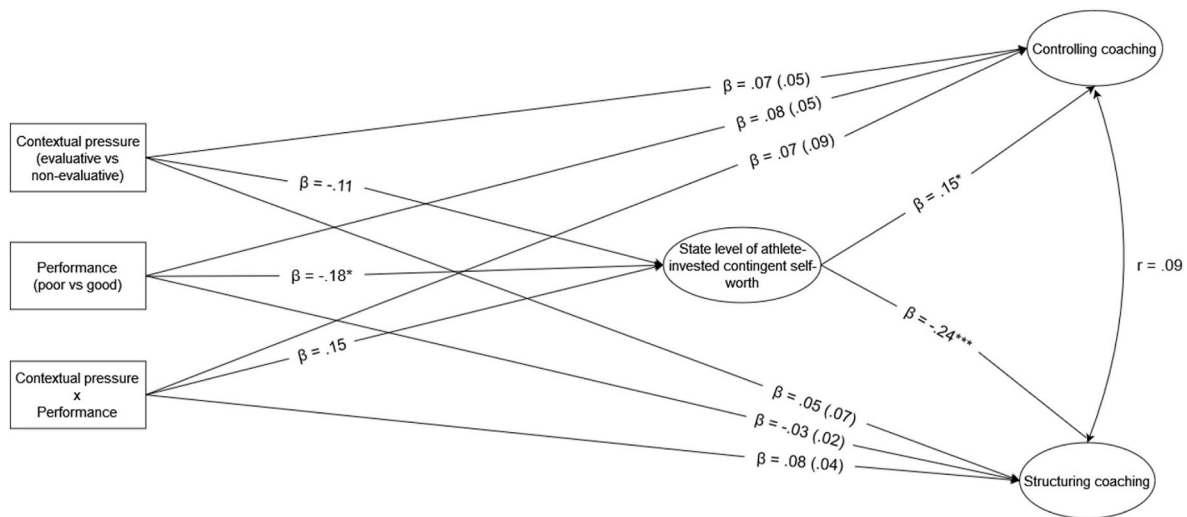 Controlling coaching
β = .07 (.05)
β = .08 (.05)
β = .07 (.09)
Contextual pressure
(evaluative vs
non-evaluative)
β = -.11
β = .15*
Performance
(poor vs good)
β = -.18*
State level of athlete-
invested contingent self-
worth
r = .09
β = .15
β = -.24***
Contextual pressure
x
Performance
β = .05 (.07)
β = -.03 (.02)
β = .08 (.04)
Structuring coaching